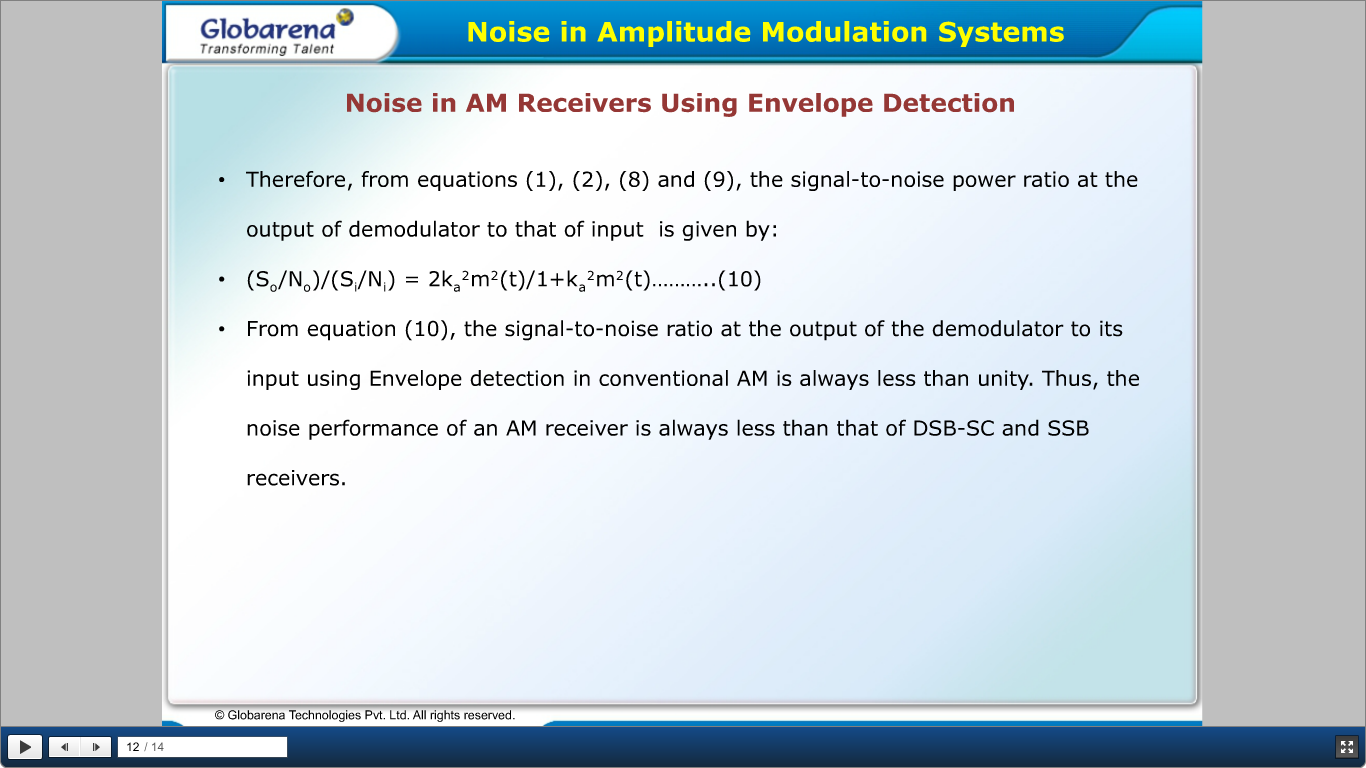 Globarena
Transforming Talent
Noise in Amplitude Modulation Systems
Noise in AM Receivers Using Envelope Detection
• Therefore, from equations (1), (2), (8) and (9), the signal-to-noise power ratio at the
output of demodulator to that of input  is given by:
• (So/No)/(Si/Ni) = 2ka²m²(t)/1+ka²m²(t)………..(10)
• From equation (10), the signal-to-noise ratio at the output of the demodulator to its
input using Envelope detection in conventional AM is always less than unity. Thus, the
noise performance of an AM receiver is always less than that of DSB-SC and SSB
receivers.
© Globarena Technologies Pvt. Ltd. All rights reserved.
12 / 14